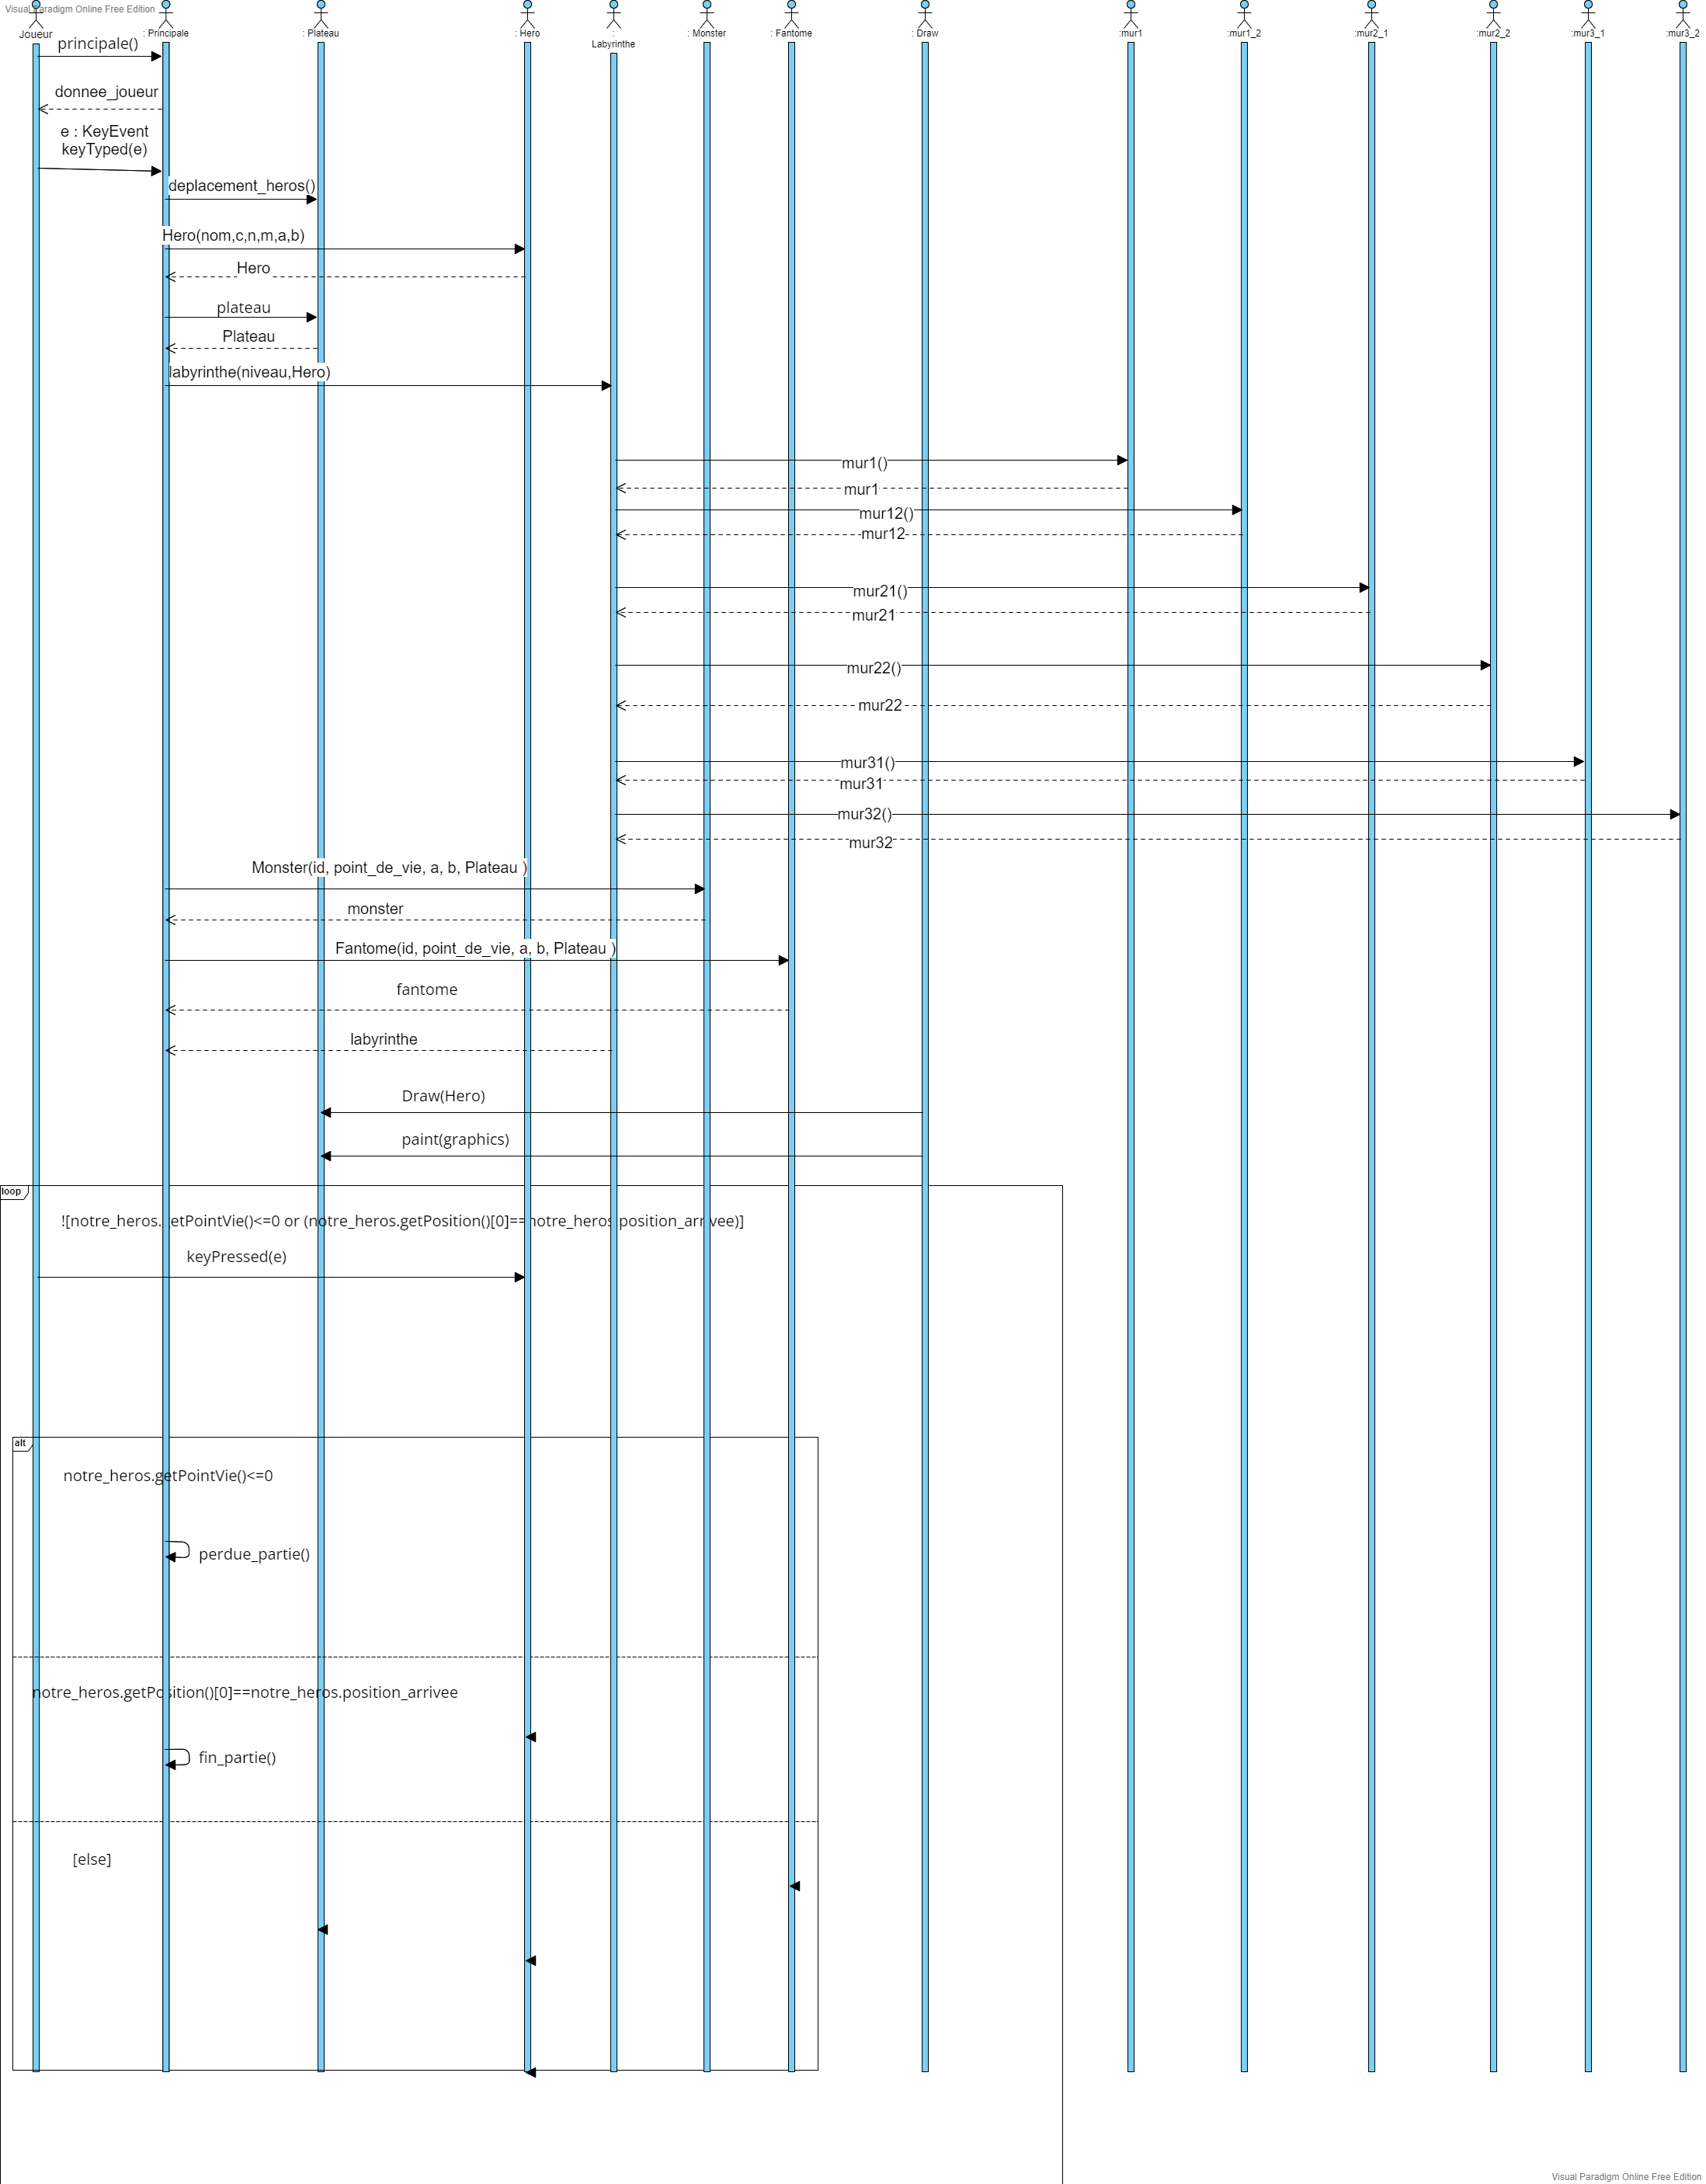 Visual Paradigm Online Free Edition
Joueur
: Principale
: Plateau
: Hero
:
Labyrinthe
: Monster
: Fantome
: Draw
:mur1
:mur1_2
:mur2_1
:mur2_2
:mur3_1
:mur3_2
principale()
donnee_joueur
e : KeyEvent
keyTyped(e)
deplacement_heros()
Hero(nom,c,n,m,a,b)
Hero
plateau
Plateau
labyrinthe(niveau,Hero)
mur1()
mur1
mur12()
mur12
mur21()
mur21
mur22()
mur22
mur31()
mur31
mur32()
mur32
Monster(id, point_de_vie, a, b, Plateau )
monster
Fantome(id, point_de_vie, a, b, Plateau )
fantome
labyrinthe
Draw(Hero)
paint(graphics)
loop
![notre_heros.getPointVie()<=0 or (notre_heros.getPosition()[0]==notre_heros.position_arrivee)]
keyPressed(e)
alt
notre_heros.getPointVie()<=0
perdue_partie()
notre_heros.getPosition()[0]==notre_heros.position_arrivee
fin_partie()
[else]
Visual Paradigm Online Free Edition